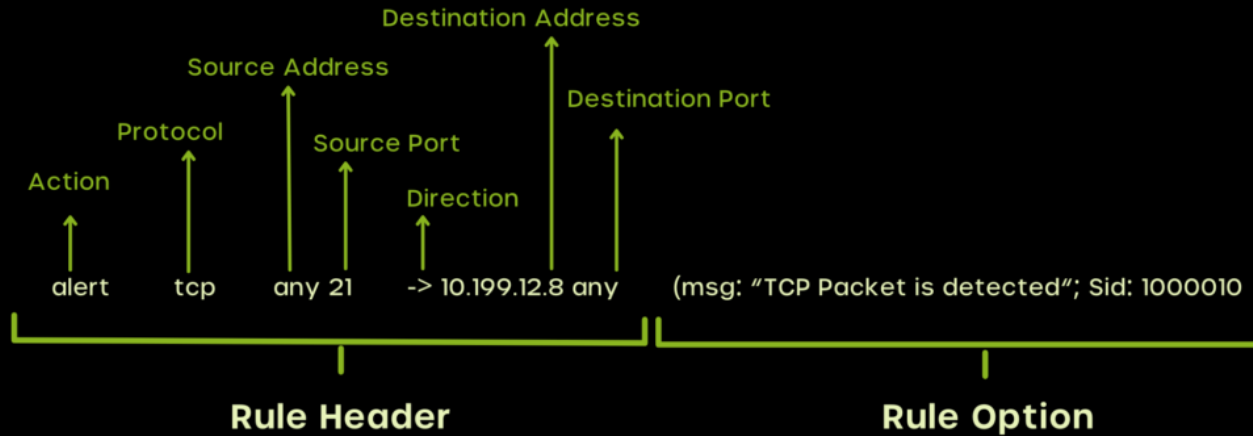 Destination Address
Source Address
Destination Port
Protocol
Source Port
Action
Direction
alert tcp any 21 -> 10.199.12.8 any (msg: “TCP Packet is detected“; Sid: 1000010
Rule Header Rule Option